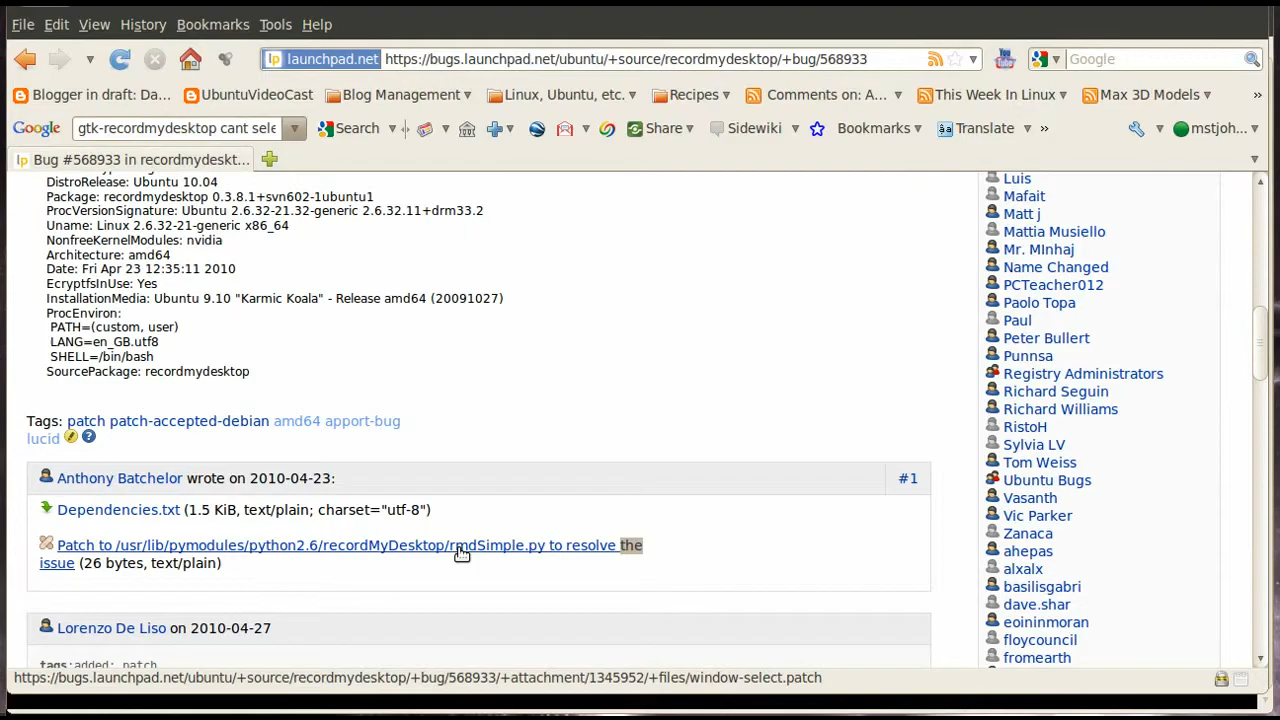 File Edit View History Bookmarks Tools Help
launchpad.net https://bugs.launchpad.net/ubuntu/+source/recordmydesktop/+bug/568933 Google
Blogger in draft: Da... UbuntuVideoCast Blog Management Linux, Ubuntu, etc. Recipes Comments on: A... This Week In Linux Max 3D Models »
Google gtk-recordmydesktop cant sele Search Share Sidewiki Bookmarks Translate » mstjoh...
Bug #568933 in recordmydeskt...
DistroRelease: Ubuntu 10.04
Package: recordmydesktop 0.3.8.1+svn602-1ubuntu1
ProcVersionSignature: Ubuntu 2.6.32-21.32-generic 2.6.32.11+drm33.2
Uname: Linux 2.6.32-21-generic x86_64
NonfreeKernelModules: nvidia
Architecture: amd64
Date: Fri Apr 23 12:35:11 2010
EcryptfsInUse: Yes
InstallationMedia: Ubuntu 9.10 "Karmic Koala" - Release amd64 (20091027)
ProcEnviron:
PATH=(custom, user)
LANG=en_GB.utf8
SHELL=/bin/bash
SourcePackage: recordmydesktop
Tags: patch patch-accepted-debian amd64 apport-bug
lucid
Anthony Batchelor wrote on 2010-04-23: #1
Dependencies.txt (1.5 KiB, text/plain; charset="utf-8")
Patch to /usr/lib/pymodules/python2.6/recordMyDesktop/rmdSimple.py to resolve the
issue (26 bytes, text/plain)
Lorenzo De Liso on 2010-04-27
tags:added: patch
Luis
Mafait
Matt j
Mattia Musiello
Mr. MInhaj
Name Changed
PCTeacher012
Paolo Topa
Paul
Peter Bullert
Punnsa
Registry Administrators
Richard Seguin
Richard Williams
RistoH
Sylvia LV
Tom Weiss
Ubuntu Bugs
Vasanth
Vic Parker
Zanaca
ahepas
alxalx
basilisgabri
dave.shar
eoininmoran
floycouncil
fromearth
https://bugs.launchpad.net/ubuntu/+source/recordmydesktop/+bug/568933/+attachment/1345952/+files/window-select.patch